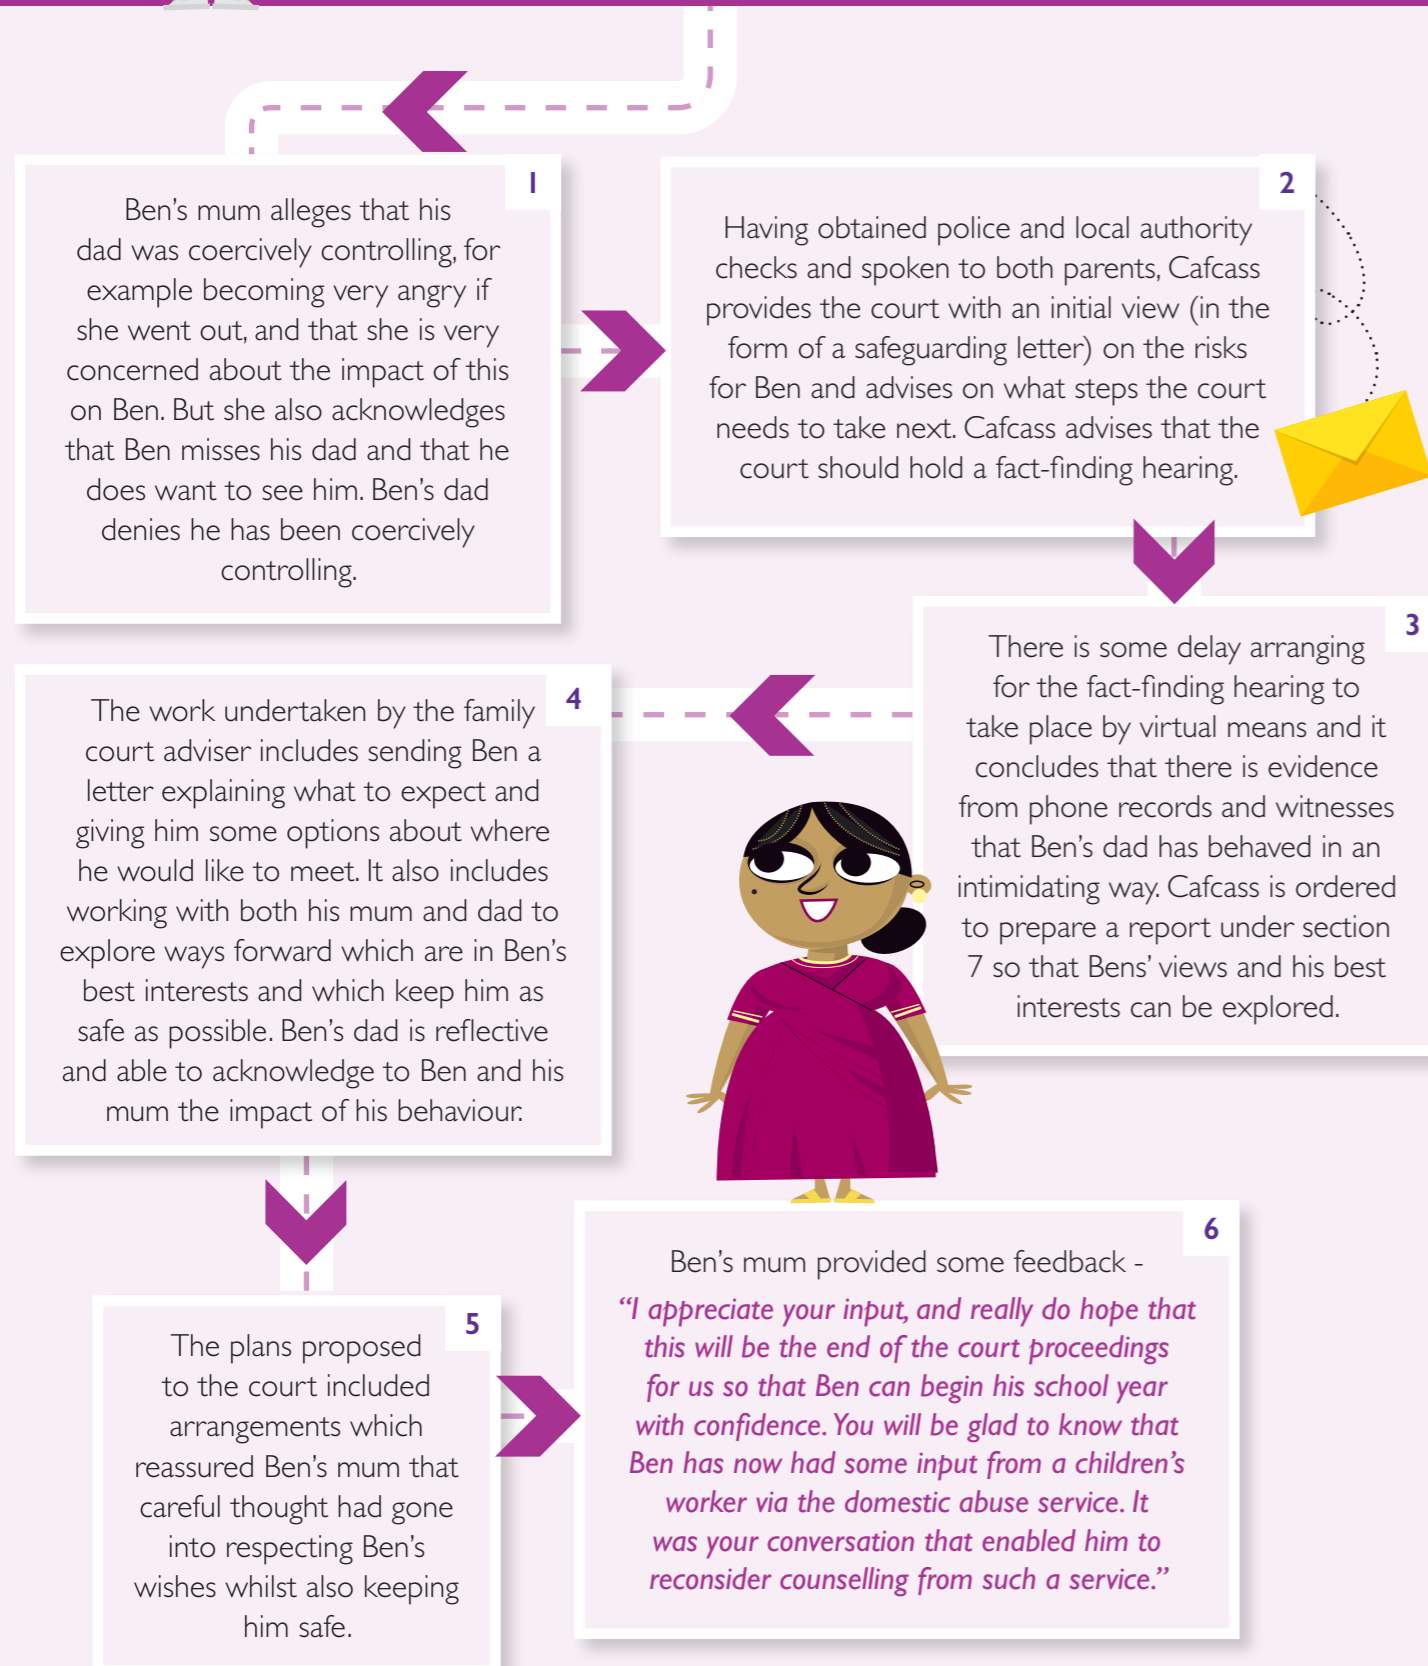 1
Ben’s mum alleges that his
dad was coercively controlling, for
example becoming very angry if
she went out, and that she is very
concerned about the impact of this
on Ben. But she also acknowledges
that Ben misses his dad and that he
does want to see him. Ben’s dad
denies he has been coercively
controlling.
2
Having obtained police and local authority
checks and spoken to both parents, Cafcass
provides the court with an initial view (in the
form of a safeguarding letter) on the risks
for Ben and advises on what steps the court
needs to take next. Cafcass advises that the
court should hold a fact-finding hearing.
3
There is some delay arranging
for the fact-finding hearing to
take place by virtual means and it
concludes that there is evidence
from phone records and witnesses
that Ben’s dad has behaved in an
intimidating way. Cafcass is ordered
to prepare a report under section
7 so that Bens’ views and his best
interests can be explored.
4
The work undertaken by the family
court adviser includes sending Ben a
letter explaining what to expect and
giving him some options about where
he would like to meet. It also includes
working with both his mum and dad to
explore ways forward which are in Ben’s
best interests and which keep him as
safe as possible. Ben’s dad is reflective
and able to acknowledge to Ben and his
mum the impact of his behaviour.
5
The plans proposed
to the court included
arrangements which
reassured Ben’s mum that
careful thought had gone
into respecting Ben’s
wishes whilst also keeping
him safe.
6
Ben’s mum provided some feedback -
“I appreciate your input, and really do hope that
this will be the end of the court proceedings
for us so that Ben can begin his school year
with confidence. You will be glad to know that
Ben has now had some input from a children’s
worker via the domestic abuse service. It
was your conversation that enabled him to
reconsider counselling from such a service.”